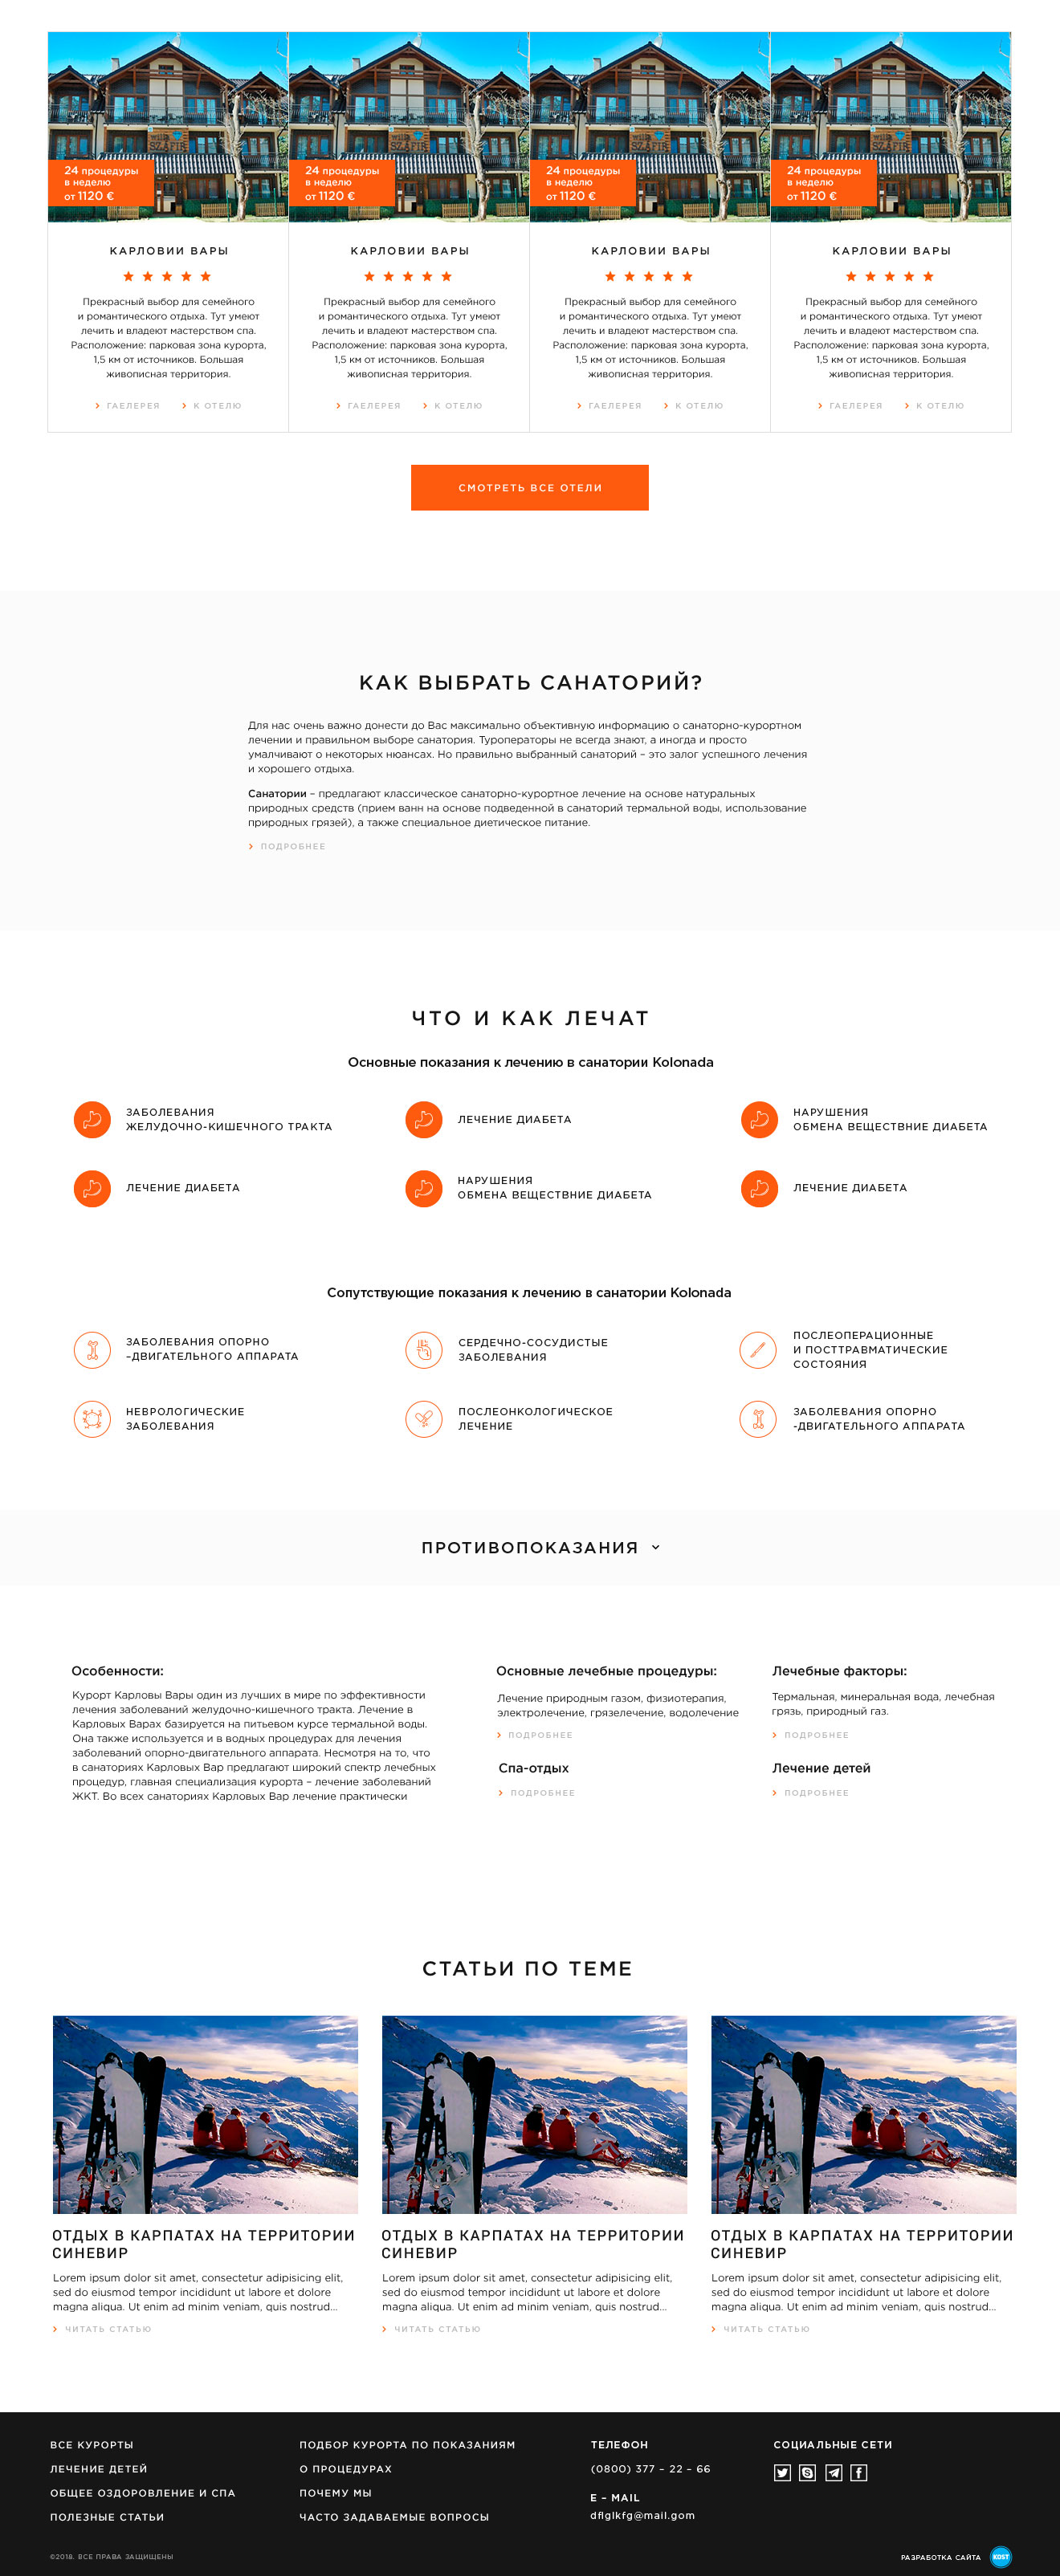 SZAFIR
24 процедуры
в неделю
от 1120 €
КАРЛОВИИ ВАРЫ
Прекрасный выбор для семейного
и романтического отдыха. Тут умеют
лечить и владеют мастерством спа.
Расположение: парковая зона курорта,
1,5 км от источников. Большая
живописная территория.
ГАЕЛЕРЕЯ К ОТЕЛЮ
SZAFIR
24 процедуры
в неделю
от 1120 €
КАРЛОВИИ ВАРЫ
Прекрасный выбор для семейного
и романтического отдыха. Тут умеют
лечить и владеют мастерством спа.
Расположение: парковая зона курорта,
1,5 км от источников. Большая
живописная территория.
ГАЕЛЕРЕЯ К ОТЕЛЮ
SZAFIR
24 процедуры
в неделю
от 1120 €
КАРЛОВИИ ВАРЫ
Прекрасный выбор для семейного
и романтического отдыха. Тут умеют
лечить и владеют мастерством спа.
Расположение: парковая зона курорта,
1,5 км от источников. Большая
живописная территория.
ГАЕЛЕРЕЯ К ОТЕЛЮ
SZAFIR
24 процедуры
в неделю
от 1120 €
КАРЛОВИИ ВАРЫ
Прекрасный выбор для семейного
и романтического отдыха. Тут умеют
лечить и владеют мастерством спа.
Расположение: парковая зона курорта,
1,5 км от источников. Большая
живописная территория.
ГАЕЛЕРЕЯ К ОТЕЛЮ
СМОТРЕТЬ ВСЕ ОТЕЛИ
КАК ВЫБРАТЬ САНАТОРИЙ?
Для нас очень важно донести до Вас максимально объективную информацию о санаторно-курортном
лечении и правильном выборе санатория. Туроператоры не всегда знают, а иногда и просто
умалчивают о некоторых нюансах. Но правильно выбранный санаторий – это залог успешного лечения
и хорошего отдыха.
Санатории – предлагают классическое санаторно-курортное лечение на основе натуральных
природных средств (прием ванн на основе подведенной в санаторий термальной воды, использование
природных грязей), а также специальное диетическое питание.
ПОДРОБНЕЕ
ЧТО И КАК ЛЕЧАТ
Основные показания к лечению в санатории Kolonada
ЗАБОЛЕВАНИЯ
ЖЕЛУДОЧНО-КИШЕЧНОГО ТРАКТА
ЛЕЧЕНИЕ ДИАБЕТА
НАРУШЕНИЯ
ОБМЕНА ВЕЩЕСТВНИЕ ДИАБЕТА
ЛЕЧЕНИЕ ДИАБЕТА
НАРУШЕНИЯ
ОБМЕНА ВЕЩЕСТВНИЕ ДИАБЕТА
ЛЕЧЕНИЕ ДИАБЕТА
Сопутствующие показания к лечению в санатории Kolonada
ЗАБОЛЕВАНИЯ ОПОРНО
–ДВИГАТЕЛЬНОГО АППАРАТА
СЕРДЕЧНО-СОСУДИСТЫЕ
ЗАБОЛЕВАНИЯ
ПОСЛЕОПЕРАЦИОННЫЕ
И ПОСТТРАВМАТИЧЕСКИЕ
СОСТОЯНИЯ
НЕВРОЛОГИЧЕСКИЕ
ЗАБОЛЕВАНИЯ
ПОСЛЕОНКОЛОГИЧЕСКОЕ
ЛЕЧЕНИЕ
ЗАБОЛЕВАНИЯ ОПОРНО
-ДВИГАТЕЛЬНОГО АППАРАТА
ПРОТИВОПОКАЗАНИЯ
Особенности:
Курорт Карловы Вары один из лучших в мире по эффективности
лечения заболеваний желудочно-кишечного тракта. Лечение в
Карловых Варах базируется на питьевом курсе термальной воды.
Она также используется и в водных процедурах для лечения
заболеваний опорно-двигательного аппарата. Несмотря на то, что
в санаториях Карловых Вар предлагают широкий спектр лечебных
процедур, главная специализация курорта – лечение заболеваний
ЖКТ. Во всех санаториях Карловых Вар лечение практически
Основные лечебные процедуры:
Лечение природным газом, физиотерапия,
электролечение, грязелечение, водолечение
ПОДРОБНЕЕ
Спа-отдых
ПОДРОБНЕЕ
Лечебные факторы:
Термальная, минеральная вода, лечебная
грязь, природный газ.
ПОДРОБНЕЕ
Лечение детей
ПОДРОБНЕЕ
СТАТЬИ ПО ТЕМЕ
ОТДЫХ В КАРПАТАХ НА ТЕРРИТОРИИ
СИНЕВИР
Lorem ipsum dolor sit amet, consectetur adipisicing elit,
sed do eiusmod tempor incididunt ut labore et dolore
magna aliqua. Ut enim ad minim veniam, quis nostrud...
ЧИТАТЬ СТАТЬЮ
ОТДЫХ В КАРПАТАХ НА ТЕРРИТОРИИ
СИНЕВИР
Lorem ipsum dolor sit amet, consectetur adipisicing elit,
sed do eiusmod tempor incididunt ut labore et dolore
magna aliqua. Ut enim ad minim veniam, quis nostrud...
ЧИТАТЬ СТАТЬЮ
ОТДЫХ В КАРПАТАХ НА ТЕРРИТОРИИ
СИНЕВИР
Lorem ipsum dolor sit amet, consectetur adipisicing elit,
sed do eiusmod tempor incididunt ut labore et dolore
magna aliqua. Ut enim ad minim veniam, quis nostrud...
ЧИТАТЬ СТАТЬЮ
ВСЕ КУРОРТЫ
ЛЕЧЕНИЕ ДЕТЕЙ
ОБЩЕЕ ОЗДОРОВЛЕНИЕ И СПА
ПОЛЕЗНЫЕ СТАТЬИ
ПОДБОР КУРОРТА ПО ПОКАЗАНИЯМ
О ПРОЦЕДУРАХ
ПОЧЕМУ МЫ
ЧАСТО ЗАДАВАЕМЫЕ ВОПРОСЫ
ТЕЛЕФОН
(0800) 377 – 22 – 66
E – MAIL
dflglkfg@mail.gom
СОЦИАЛЬНЫЕ СЕТИ
©2018. ВСЕ ПРАВА ЗАЩИЩЕНЫ
РАЗРАБОТКА САЙТА KOST